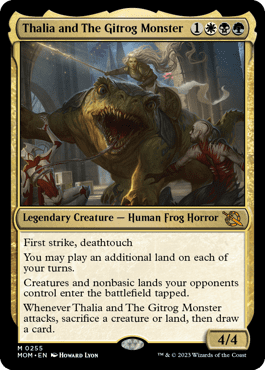 Thalia and The Gitrog Monster 1
Legendary Creature — Human Frog Horror
First strike, deathtouch
You may play an additional land on each of
your turns.
Creatures and nonbasic lands your opponents
control enter the battlefield tapped.
Whenever Thalia and The Gitrog Monster
attacks, sacrifice a creature or land, then draw
a card.
4/4
M 0255
MOM • EN Howard Lyon ™ & © 2023 Wizards of the Coast